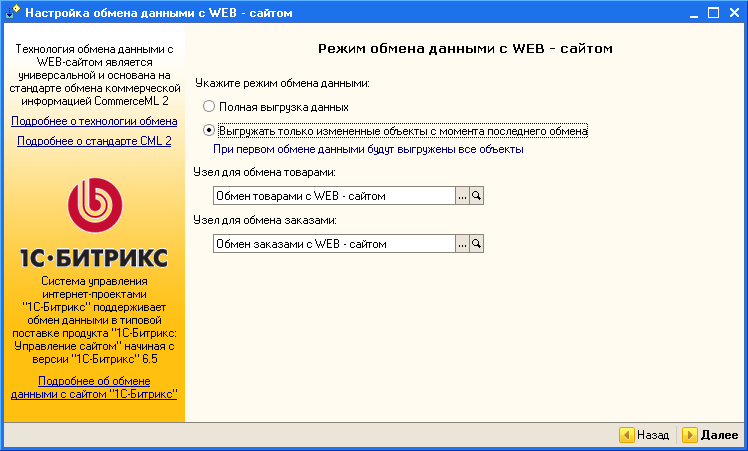 Настройка обмена данными с WEB - сайтом
Технология обмена данными с
WEB-сайтом является
универсальной и основана на
стандарте обмена коммерческой
информацией CommerceML 2
Подробнее о технологии обмена
Подробнее о стандарте CML 2
1С·БИТРИКС
Система управления
интернет-проектами
"1С-Битрикс" поддерживает
обмен данными в типовой
поставке продукта "1С-Битрикс:
Управление сайтом" начиная с
версии "1С-Битрикс" 6.5
Подробнее об обмене
данными с сайтом "1С-Битрикс"
Режим обмена данными с WEB - сайтом
Укажите режим обмена данными:
Полная выгрузка данных
Выгружать только измененные объекты с момента последнего обмена
При первом обмене данными будут выгружены все объекты
Узел для обмена товарами:
Обмен товарами с WEB - сайтом
...
Узел для обмена заказами:
Обмен заказами с WEB - сайтом
...
Назад
Далее